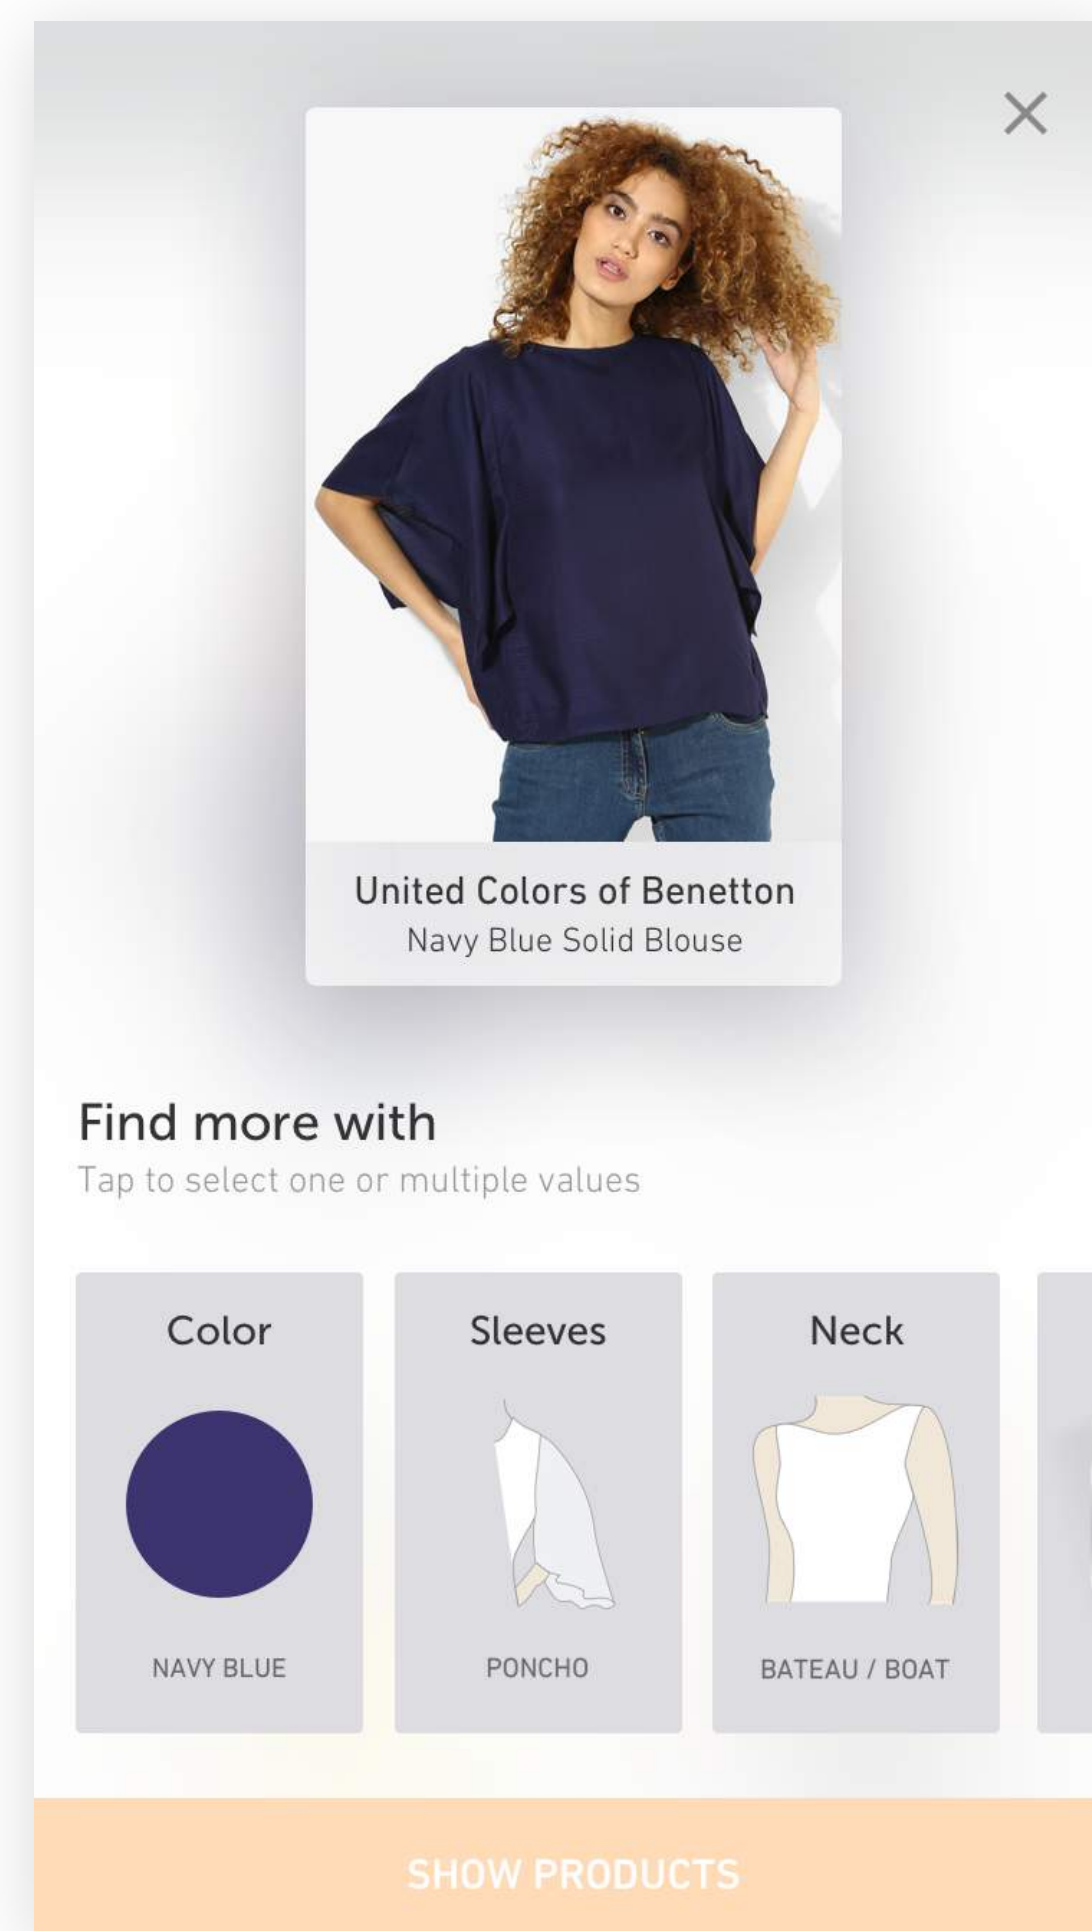 United Colors of Benetton
Navy Blue Solid Blouse
Find more with
Tap to select one or multiple values
Color
Sleeves
Neck
NAVY BLUE
PONCHO
BATEAU / BOAT
SHOW PRODUCTS